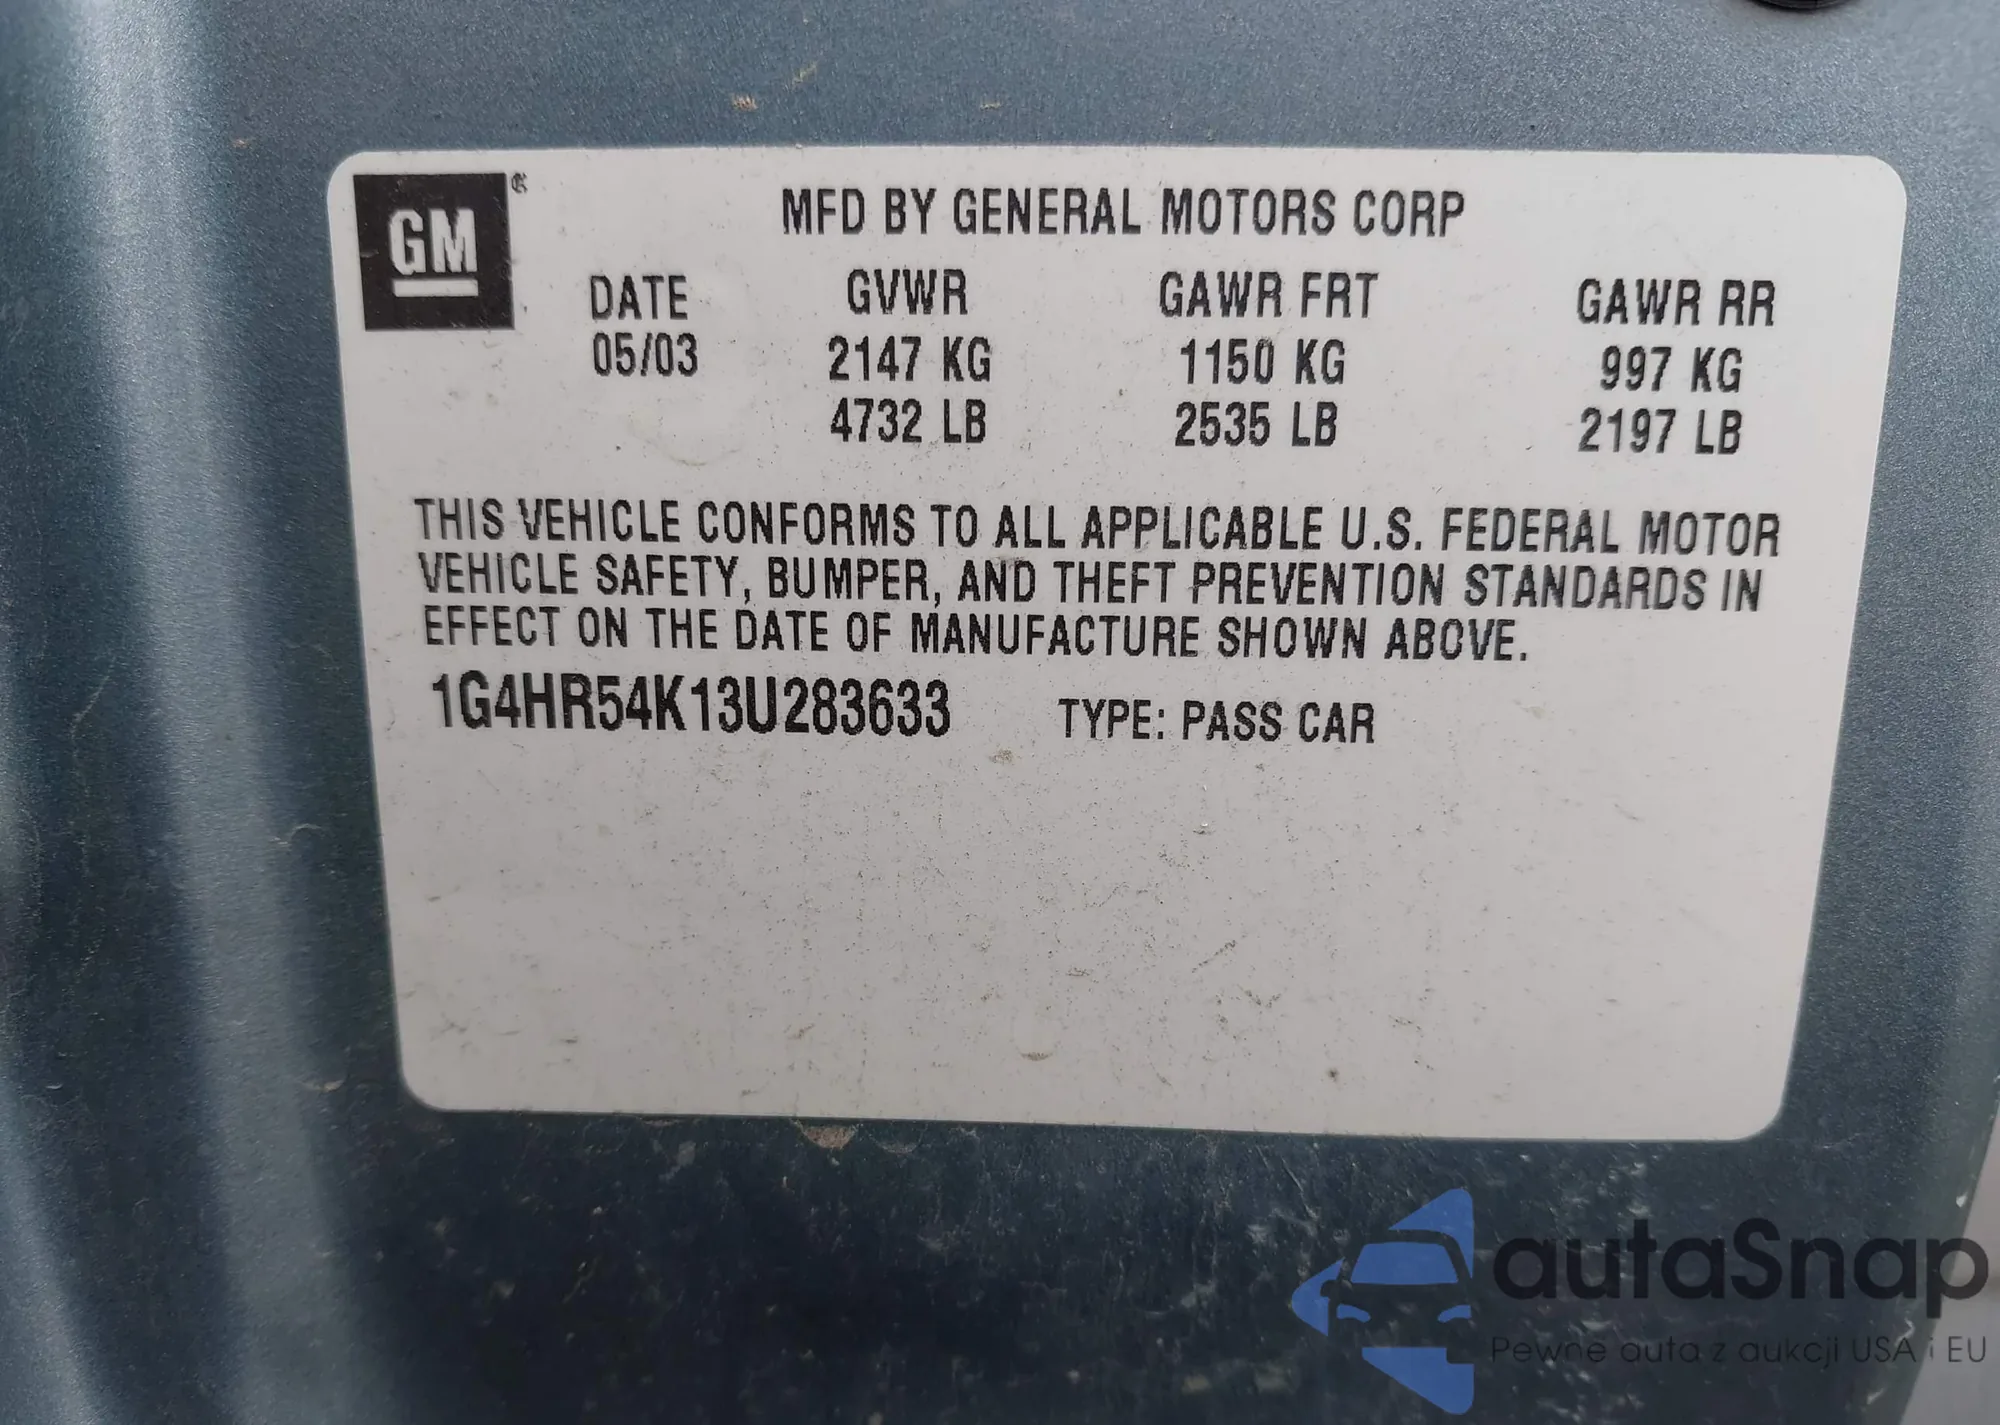 GM
MFD BY GENERAL MOTORS CORP
DATE GVWR GAWR FRT GAWR RR
05/03 2147 KG 1150 KG 997 KG
4732 LB 2535 LB 2197 LB
THIS VEHICLE CONFORMS TO ALL APPLICABLE U.S. FEDERAL MOTOR
VEHICLE SAFETY, BUMPER, AND THEFT PREVENTION STANDARDS IN
EFFECT ON THE DATE OF MANUFACTURE SHOWN ABOVE.
1G4HR54K13U283633 TYPE: PASS CAR
autaSnap
Pewne auta z aukcji USA i EU